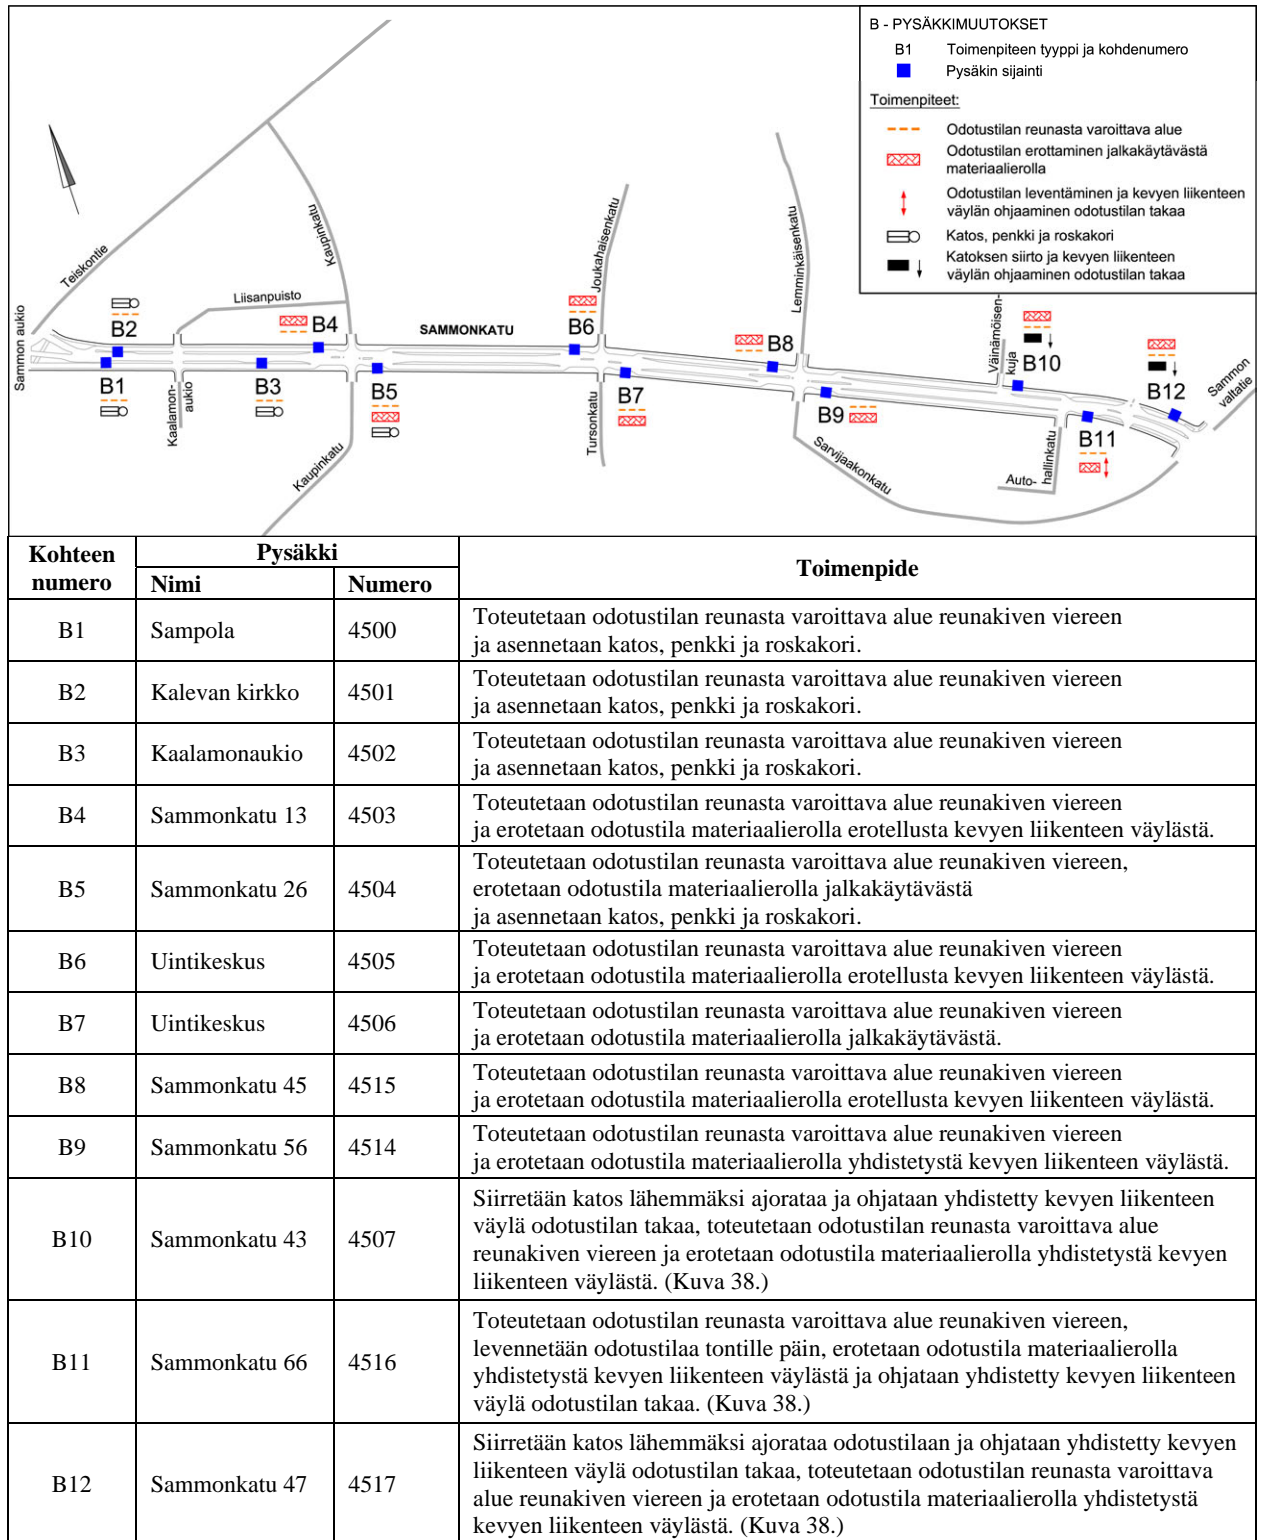 B - PYSÄKKIMUUTOKSET
B1 Toimenpiteen tyyppi ja kohdenumero
Pysäkin sijainti
Toimenpiteet:
Odotustilan reunasta varoittava alue
Odotustilan erottaminen jalkakäytävästä
materiaalierolla
Odotustilan leventäminen ja kevyen liikenteen
väylän ohjaaminen odotustilan takaa
Katos, penkki ja roskakori
Katoksen siirto ja kevyen liikenteen
väylän ohjaaminen odotustilan takaa
Sammon aukio
Teiskontie
Kaupinkatu
Liisanpuisto
SAMMONKATU
Joukahaisenkatu
Lemminkäisenkatu
Väinämöisen-
kuja
Sammon
valtatie
B2
B4
B6
B8
B10
B12
B1
B3
B5
B7
B9
B11
Kaalamon-
aukio
Kaupinkatu
Tursonkatu
Sarvijaakonkatu
Auto-
hallinkatu
Kohteen
numero
Pysäkki
Nimi
Numero
Toimenpide
B1 Sampola 4500
Toteutetaan odotustilan reunasta varoittava alue reunakiven viereen
ja asennetaan katos, penkki ja roskakori.
B2 Kalevan kirkko 4501
Toteutetaan odotustilan reunasta varoittava alue reunakiven viereen
ja asennetaan katos, penkki ja roskakori.
B3 Kaalamonaukio 4502
Toteutetaan odotustilan reunasta varoittava alue reunakiven viereen
ja asennetaan katos, penkki ja roskakori.
B4 Sammonkatu 13 4503
Toteutetaan odotustilan reunasta varoittava alue reunakiven viereen
ja erotetaan odotustila materiaalierolla erotellusta kevyen liikenteen väylästä.
B5 Sammonkatu 26 4504
Toteutetaan odotustilan reunasta varoittava alue reunakiven viereen,
erotetaan odotustila materiaalierolla jalkakäytävästä
ja asennetaan katos, penkki ja roskakori.
B6 Uintikeskus 4505
Toteutetaan odotustilan reunasta varoittava alue reunakiven viereen
ja erotetaan odotustila materiaalierolla erotellusta kevyen liikenteen väylästä.
B7 Uintikeskus 4506
Toteutetaan odotustilan reunasta varoittava alue reunakiven viereen
ja erotetaan odotustila materiaalierolla jalkakäytävästä.
B8 Sammonkatu 45 4515
Toteutetaan odotustilan reunasta varoittava alue reunakiven viereen
ja erotetaan odotustila materiaalierolla erotellusta kevyen liikenteen väylästä.
B9 Sammonkatu 56 4514
Toteutetaan odotustilan reunasta varoittava alue reunakiven viereen
ja erotetaan odotustila materiaalierolla yhdistetystä kevyen liikenteen väylästä.
B10 Sammonkatu 43 4507
Siirretään katos lähemmäksi ajorataa ja ohjataan yhdistetty kevyen liikenteen
väylä odotustilan takaa, toteutetaan odotustilan reunasta varoittava alue
reunakiven viereen ja erotetaan odotustila materiaalierolla yhdistetystä kevyen
liikenteen väylästä. (Kuva 38.)
B11 Sammonkatu 66 4516
Toteutetaan odotustilan reunasta varoittava alue reunakiven viereen,
levennetään odotustilaa tontille päin, erotetaan odotustila materiaalierolla
yhdistetystä kevyen liikenteen väylästä ja ohjataan yhdistetty kevyen liikenteen
väylä odotustilan takaa. (Kuva 38.)
B12 Sammonkatu 47 4517
Siirretään katos lähemmäksi ajorataa odotustilaan ja ohjataan yhdistetty kevyen
liikenteen väylä odotustilan takaa, toteutetaan odotustilan reunasta varoittava
alue reunakiven viereen ja erotetaan odotustila materiaalierolla yhdistetystä
kevyen liikenteen väylästä. (Kuva 38.)